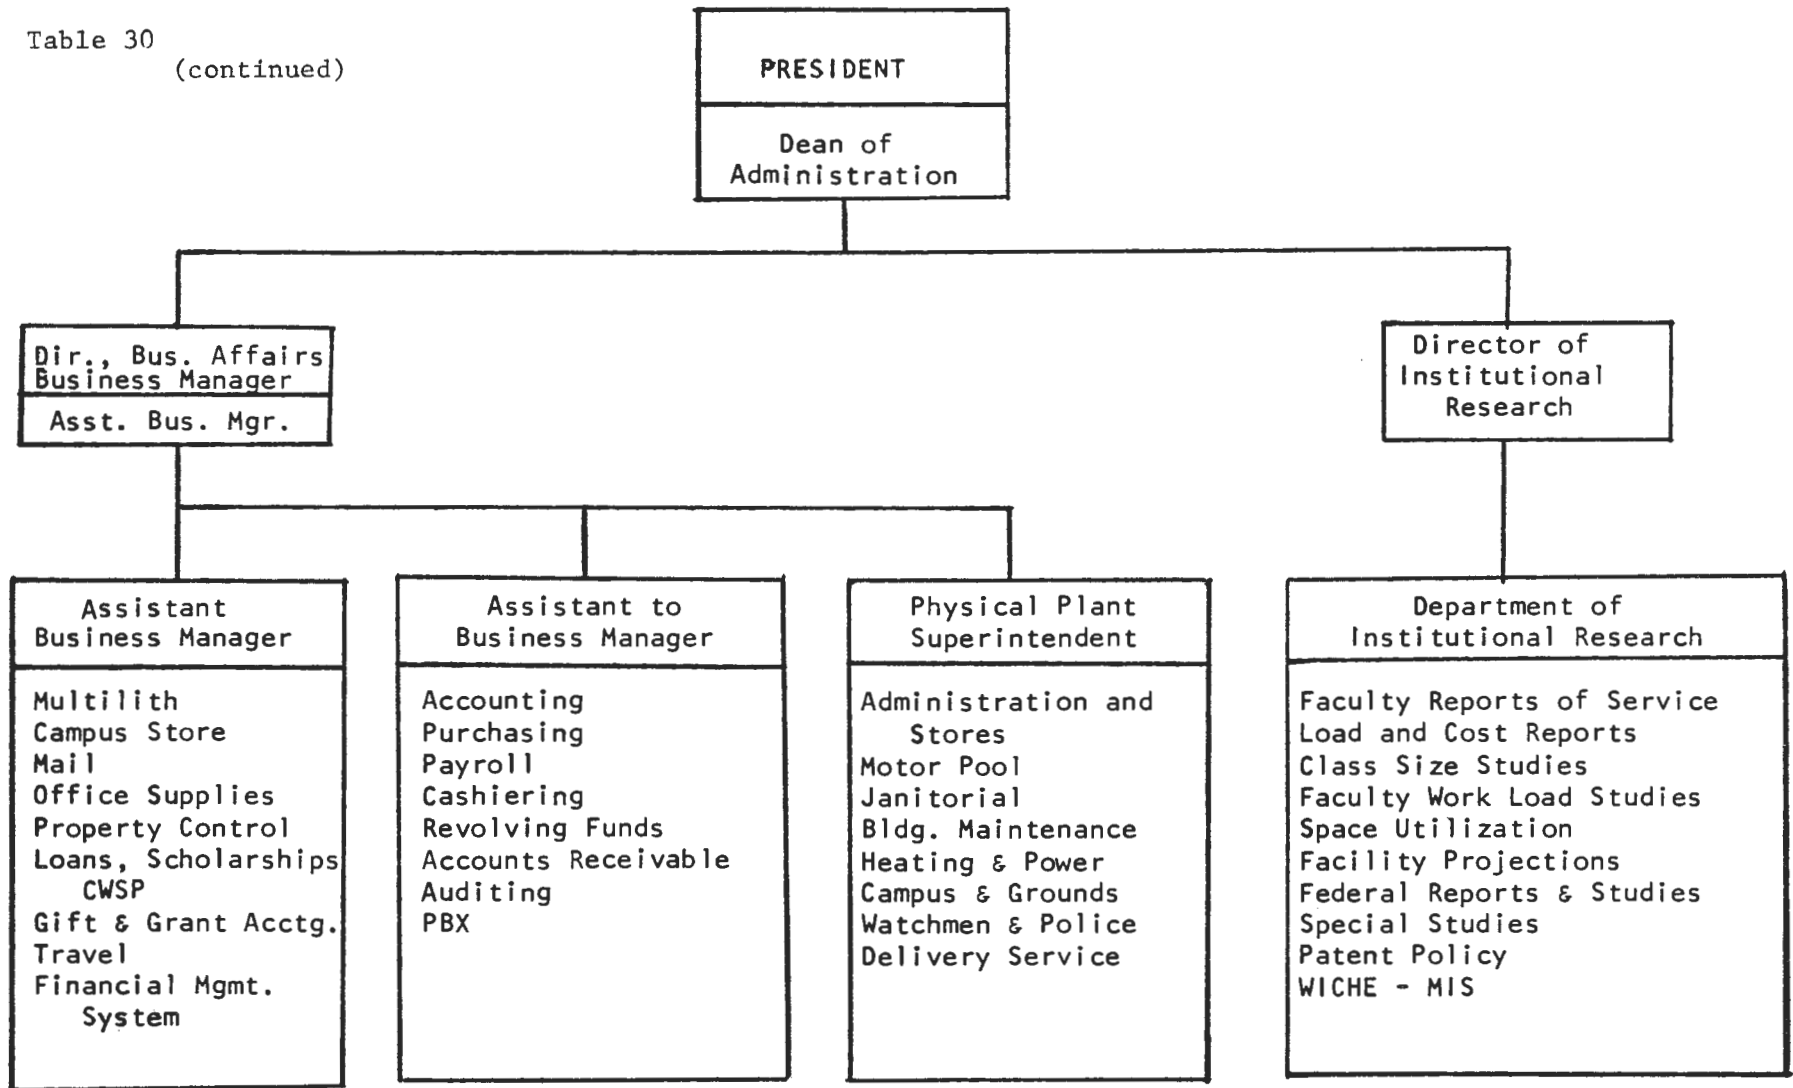 Table 30
(continued)
PRESIDENT
Dean of
Administration
Dir., Bus. Affairs
Business Manager
Asst. Bus. Mgr.
Director of
Institutional
Research
Assistant
Business Manager
Multilith
Campus Store
Mail
Office Supplies
Property Control
Loans, Scholarships
CWSP
Gift & Grant Acctg.
Travel
Financial Mgmt.
System
Assistant to
Business Manager
Accounting
Purchasing
Payroll
Cashiering
Revolving Funds
Accounts Receivable
Auditing
PBX
Physical Plant
Superintendent
Administration and
Stores
Motor Pool
Janitorial
Bldg. Maintenance
Heating & Power
Campus & Grounds
Watchmen & Police
Delivery Service
Department of
Institutional Research
Faculty Reports of Service
Load and Cost Reports
Class Size Studies
Faculty Work Load Studies
Space Utilization
Facility Projections
Federal Reports & Studies
Special Studies
Patent Policy
WICHE - MIS